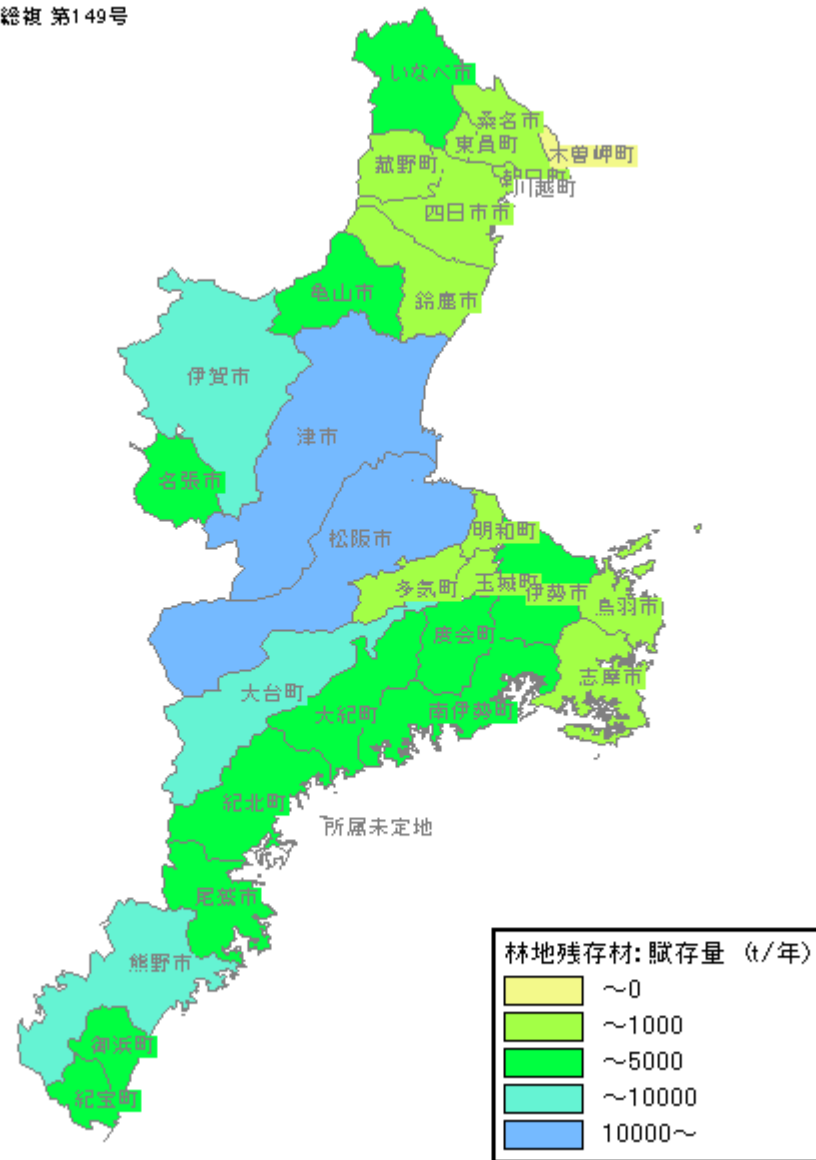 総複 第149号
いなべ市
桑名市
東員町
木曽岬町
菰野町
朝日町
川越町
四日市市
亀山市
鈴鹿市
伊賀市
津市
名張市
松阪市
明和町
多気町
玉城町
伊勢市
鳥羽市
度会町
志摩市
大台町
大紀町
南伊勢町
紀北町
所属未定地
尾鷲市
熊野市
御浜町
紀宝町
林地残存材:賦存量 (t/年)
～0
～1000
～5000
～10000
10000～